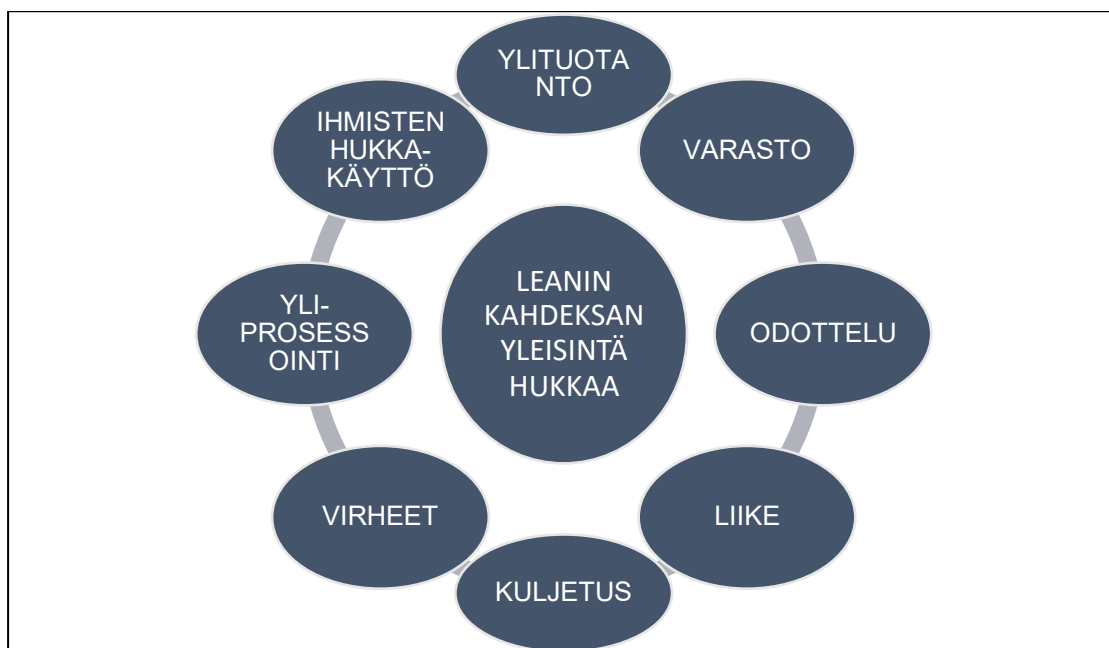 YLITUOTA
NTO
VARASTO
ODOTTELU
LIIKE
KULJETUS
VIRHEET
YLI-
PROSESS
OINTI
IHMISTEN
HUKKA-
KÄYTTÖ
LEANIN
KAHDEKSAN
YLEISINTÄ
HUKKAA